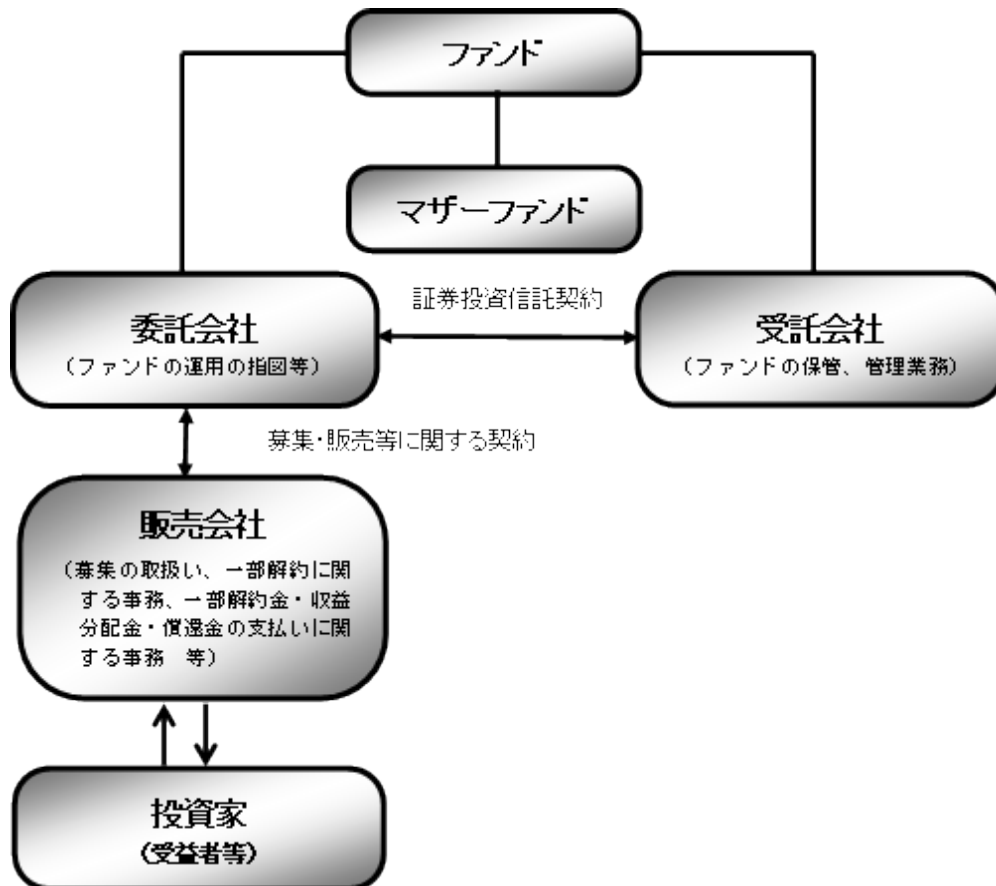 ファンド
マザーファンド
証券投資信託契約
委託会社
(ファンドの運用の指図等)
受託会社
(ファンドの保管、管理業務)
募集・販売等に関する契約
販売会社
(募集の取扱い、一部解約に関
する事務、一部解約金・収益
分配金・償還金の支払いに関
する事務　等)
投資家
(受益者等)